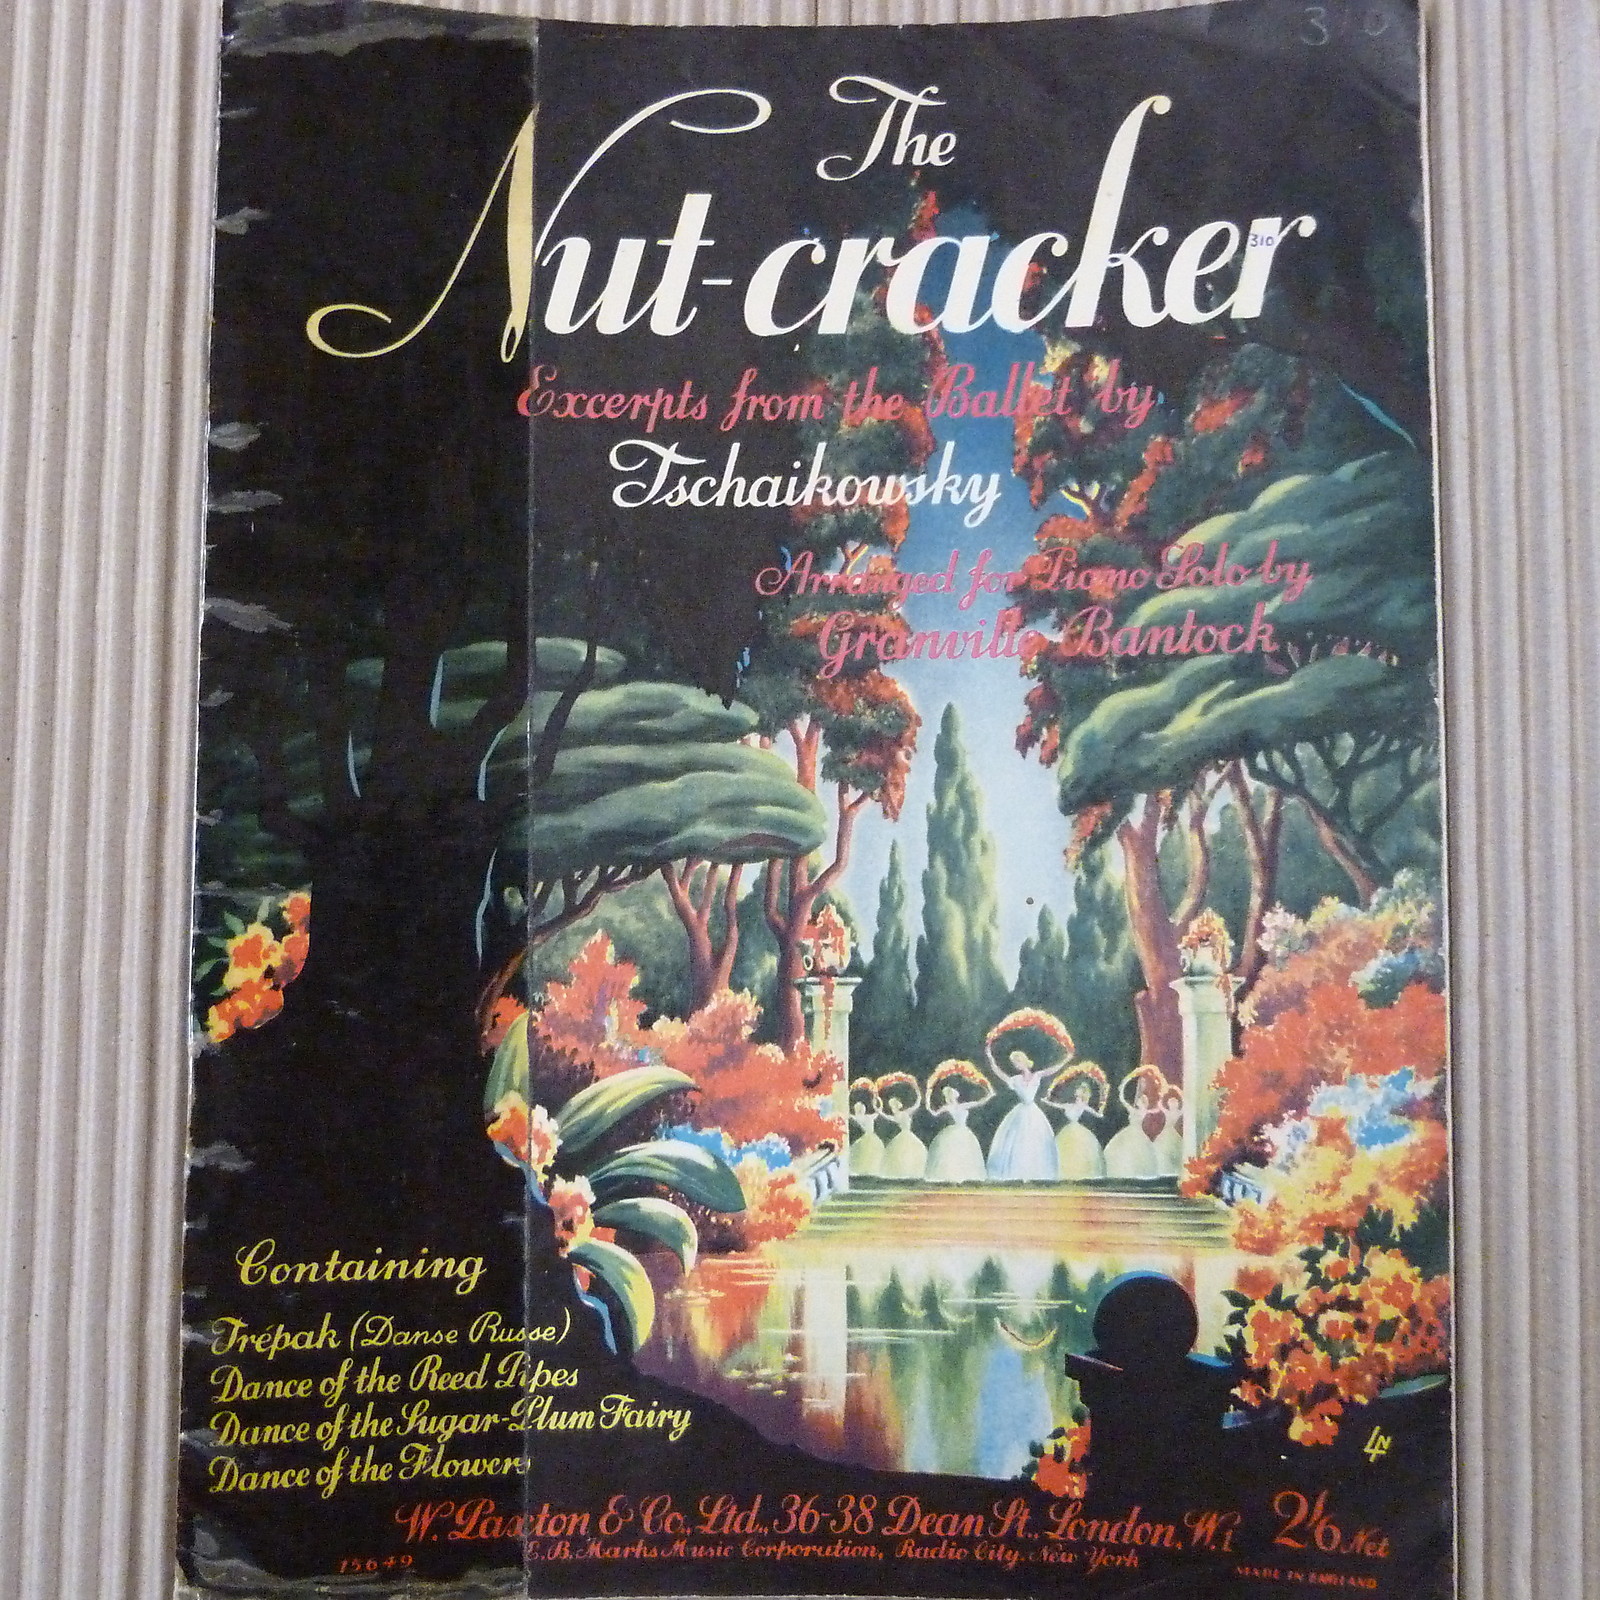 310
The
Nut-cracker
310
Excerpts from the Ballet by
Tschaikowsky
Arranged for Piano Solo by
Granville Bantock
Containing
Trépak (Danse Russe)
Dance of the Reed Pipes
Dance of the Sugar-Plum Fairy
Dance of the Flowers
LN
W. Paxton & Co., Ltd., 36-38 Dean St., London, W.1
2/6 Net
E.B. Marks Music Corporation, Radio City, New York
15649
MADE IN ENGLAND